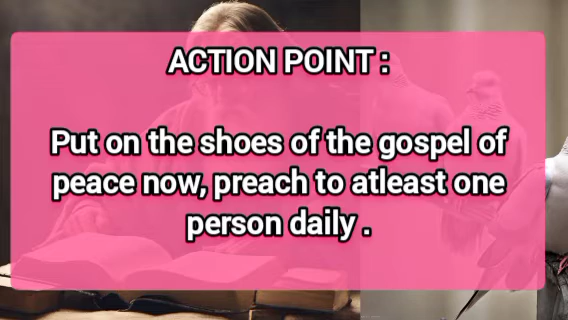 ACTION POINT :
Put on the shoes of the gospel of
peace now, preach to atleast one
person daily .